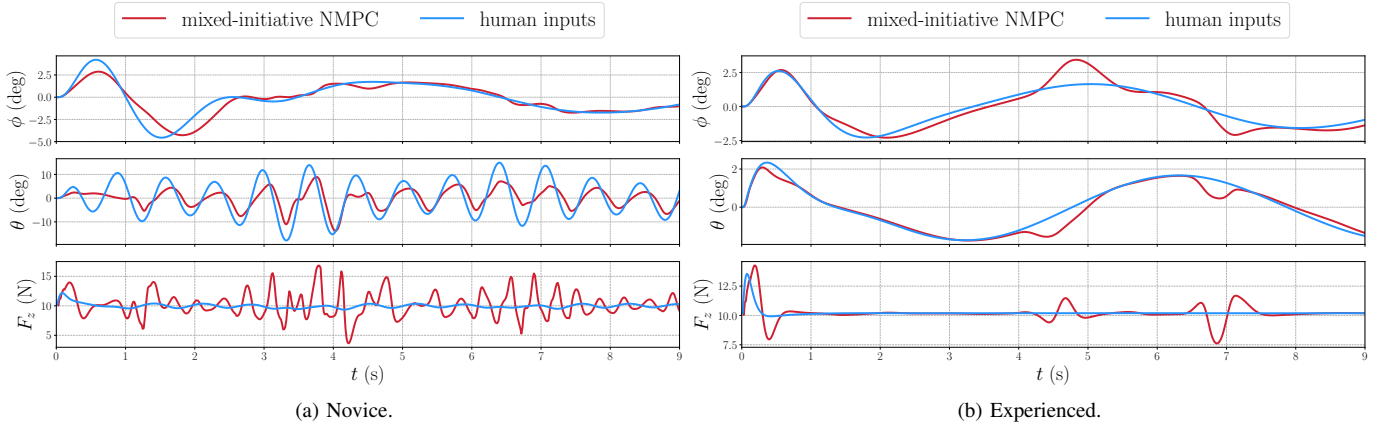 mixed-initiative NMPC human inputs
ϕ (deg)
2.5
0.0
−2.5
−5.0
θ (deg)
10
0
−10
F_z (N)
15
10
5
0 1 2 3 4 5 6 7 8 9
t (s)
(a) Novice.
mixed-initiative NMPC human inputs
ϕ (deg)
2.5
0.0
−2.5
θ (deg)
2
0
F_z (N)
12.5
10.0
7.5
0 1 2 3 4 5 6 7 8 9
t (s)
(b) Experienced.